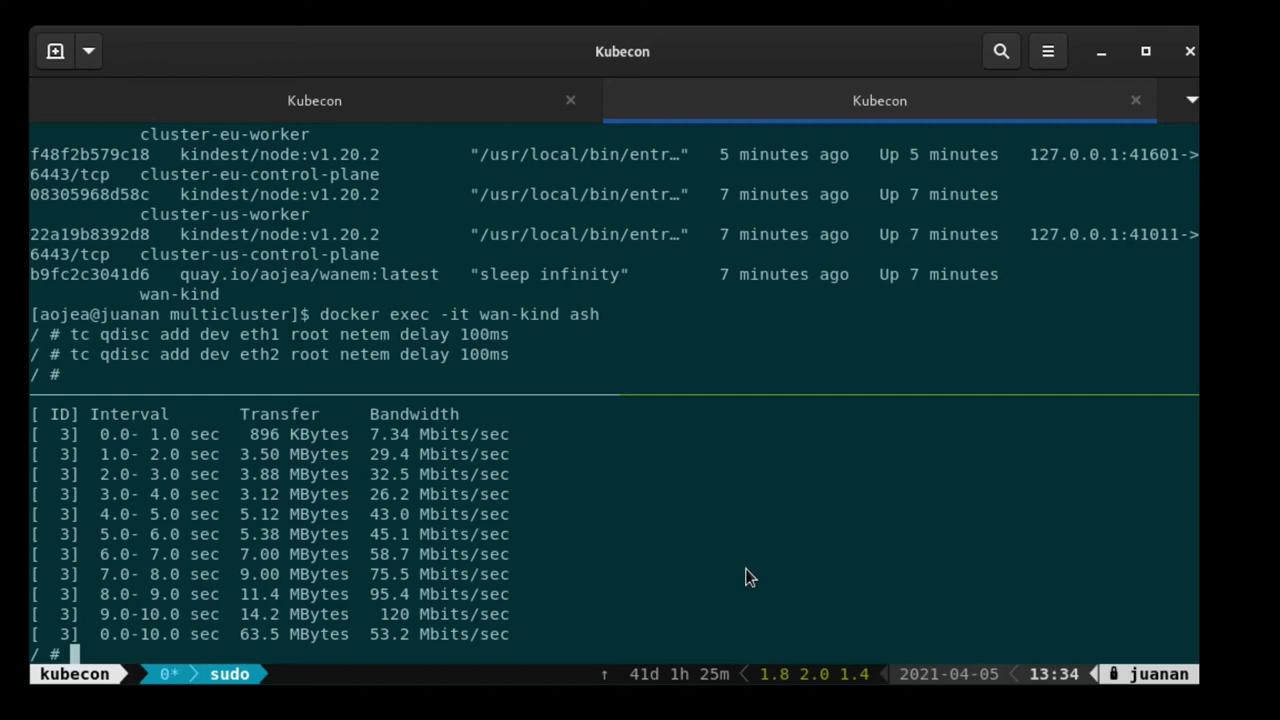 Kubecon
Kubecon
Kubecon
cluster-eu-worker
f48f2b579c18   kindest/node:v1.20.2         "/usr/local/bin/entr…"   5 minutes ago   Up 5 minutes   127.0.0.1:41601->
6443/tcp   cluster-eu-control-plane
08305968d58c   kindest/node:v1.20.2         "/usr/local/bin/entr…"   7 minutes ago   Up 7 minutes
cluster-us-worker
22a19b8392d8   kindest/node:v1.20.2         "/usr/local/bin/entr…"   7 minutes ago   Up 7 minutes   127.0.0.1:41011->
6443/tcp   cluster-us-control-plane
b9fc2c3041d6   quay.io/aojea/wanem:latest   "sleep infinity"         7 minutes ago   Up 7 minutes
wan-kind
[aojea@juanan multicluster]$ docker exec -it wan-kind ash
/ # tc qdisc add dev eth1 root netem delay 100ms
/ # tc qdisc add dev eth2 root netem delay 100ms
/ #
[ ID] Interval       Transfer     Bandwidth
[  3]  0.0- 1.0 sec   896 KBytes  7.34 Mbits/sec
[  3]  1.0- 2.0 sec  3.50 MBytes  29.4 Mbits/sec
[  3]  2.0- 3.0 sec  3.88 MBytes  32.5 Mbits/sec
[  3]  3.0- 4.0 sec  3.12 MBytes  26.2 Mbits/sec
[  3]  4.0- 5.0 sec  5.12 MBytes  43.0 Mbits/sec
[  3]  5.0- 6.0 sec  5.38 MBytes  45.1 Mbits/sec
[  3]  6.0- 7.0 sec  7.00 MBytes  58.7 Mbits/sec
[  3]  7.0- 8.0 sec  9.00 MBytes  75.5 Mbits/sec
[  3]  8.0- 9.0 sec  11.4 MBytes  95.4 Mbits/sec
[  3]  9.0-10.0 sec  14.2 MBytes   120 Mbits/sec
[  3]  0.0-10.0 sec  63.5 MBytes  53.2 Mbits/sec
/ #
kubecon 0* sudo ↑ 41d 1h 25m 1.8 2.0 1.4 2021-04-05 13:34 juanan